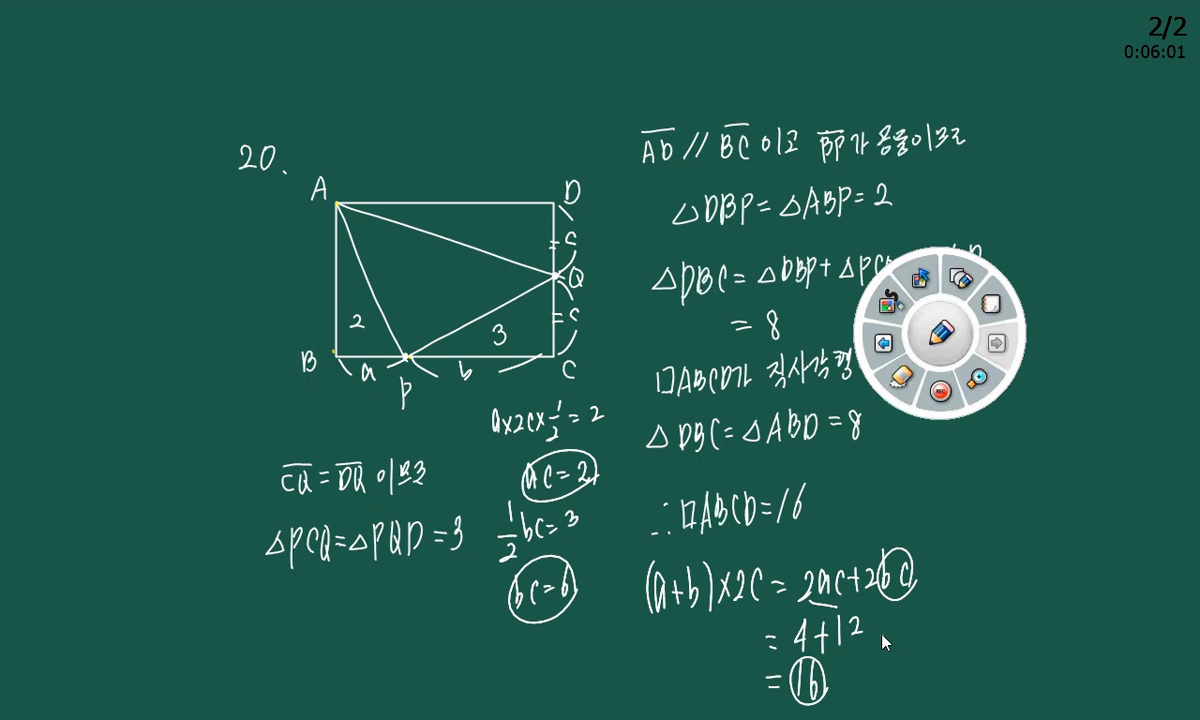 2/2
0:06:01
20.
A
D
c
Q
c
2
3
B
a
P
b
C
a×2c×1/2=2
ac=2
1/2bc=3
bc=6
CQ=DQ 이므로
△PCQ=△PQD=3
AD // BC 이고 BP가 공통이므로
△DBP=△ABP=2
△DBC=△DBP+△PC
=8
□ABCD가 직사각형
△DBC=△ABD=8
∴□ABCD=16
(a+b)×2c=2ac+2bc
=4+12
=16
REC